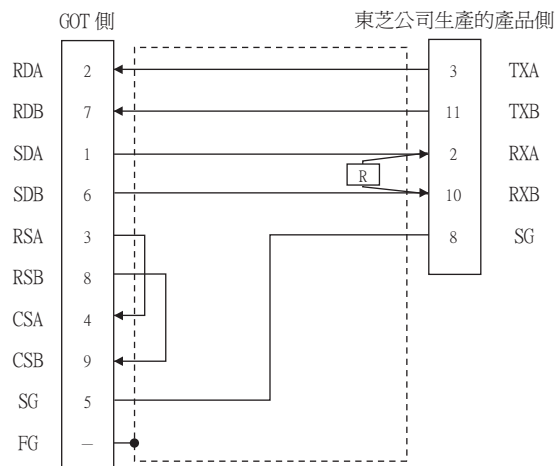 GOT 側 東芝公司生產的產品側
RDA 2 3 TXA
RDB 7 11 TXB
SDA 1 2 RXA
R
SDB 6 10 RXB
RSA 3 8 SG
RSB 8
CSA 4
CSB 9
SG 5
FG –